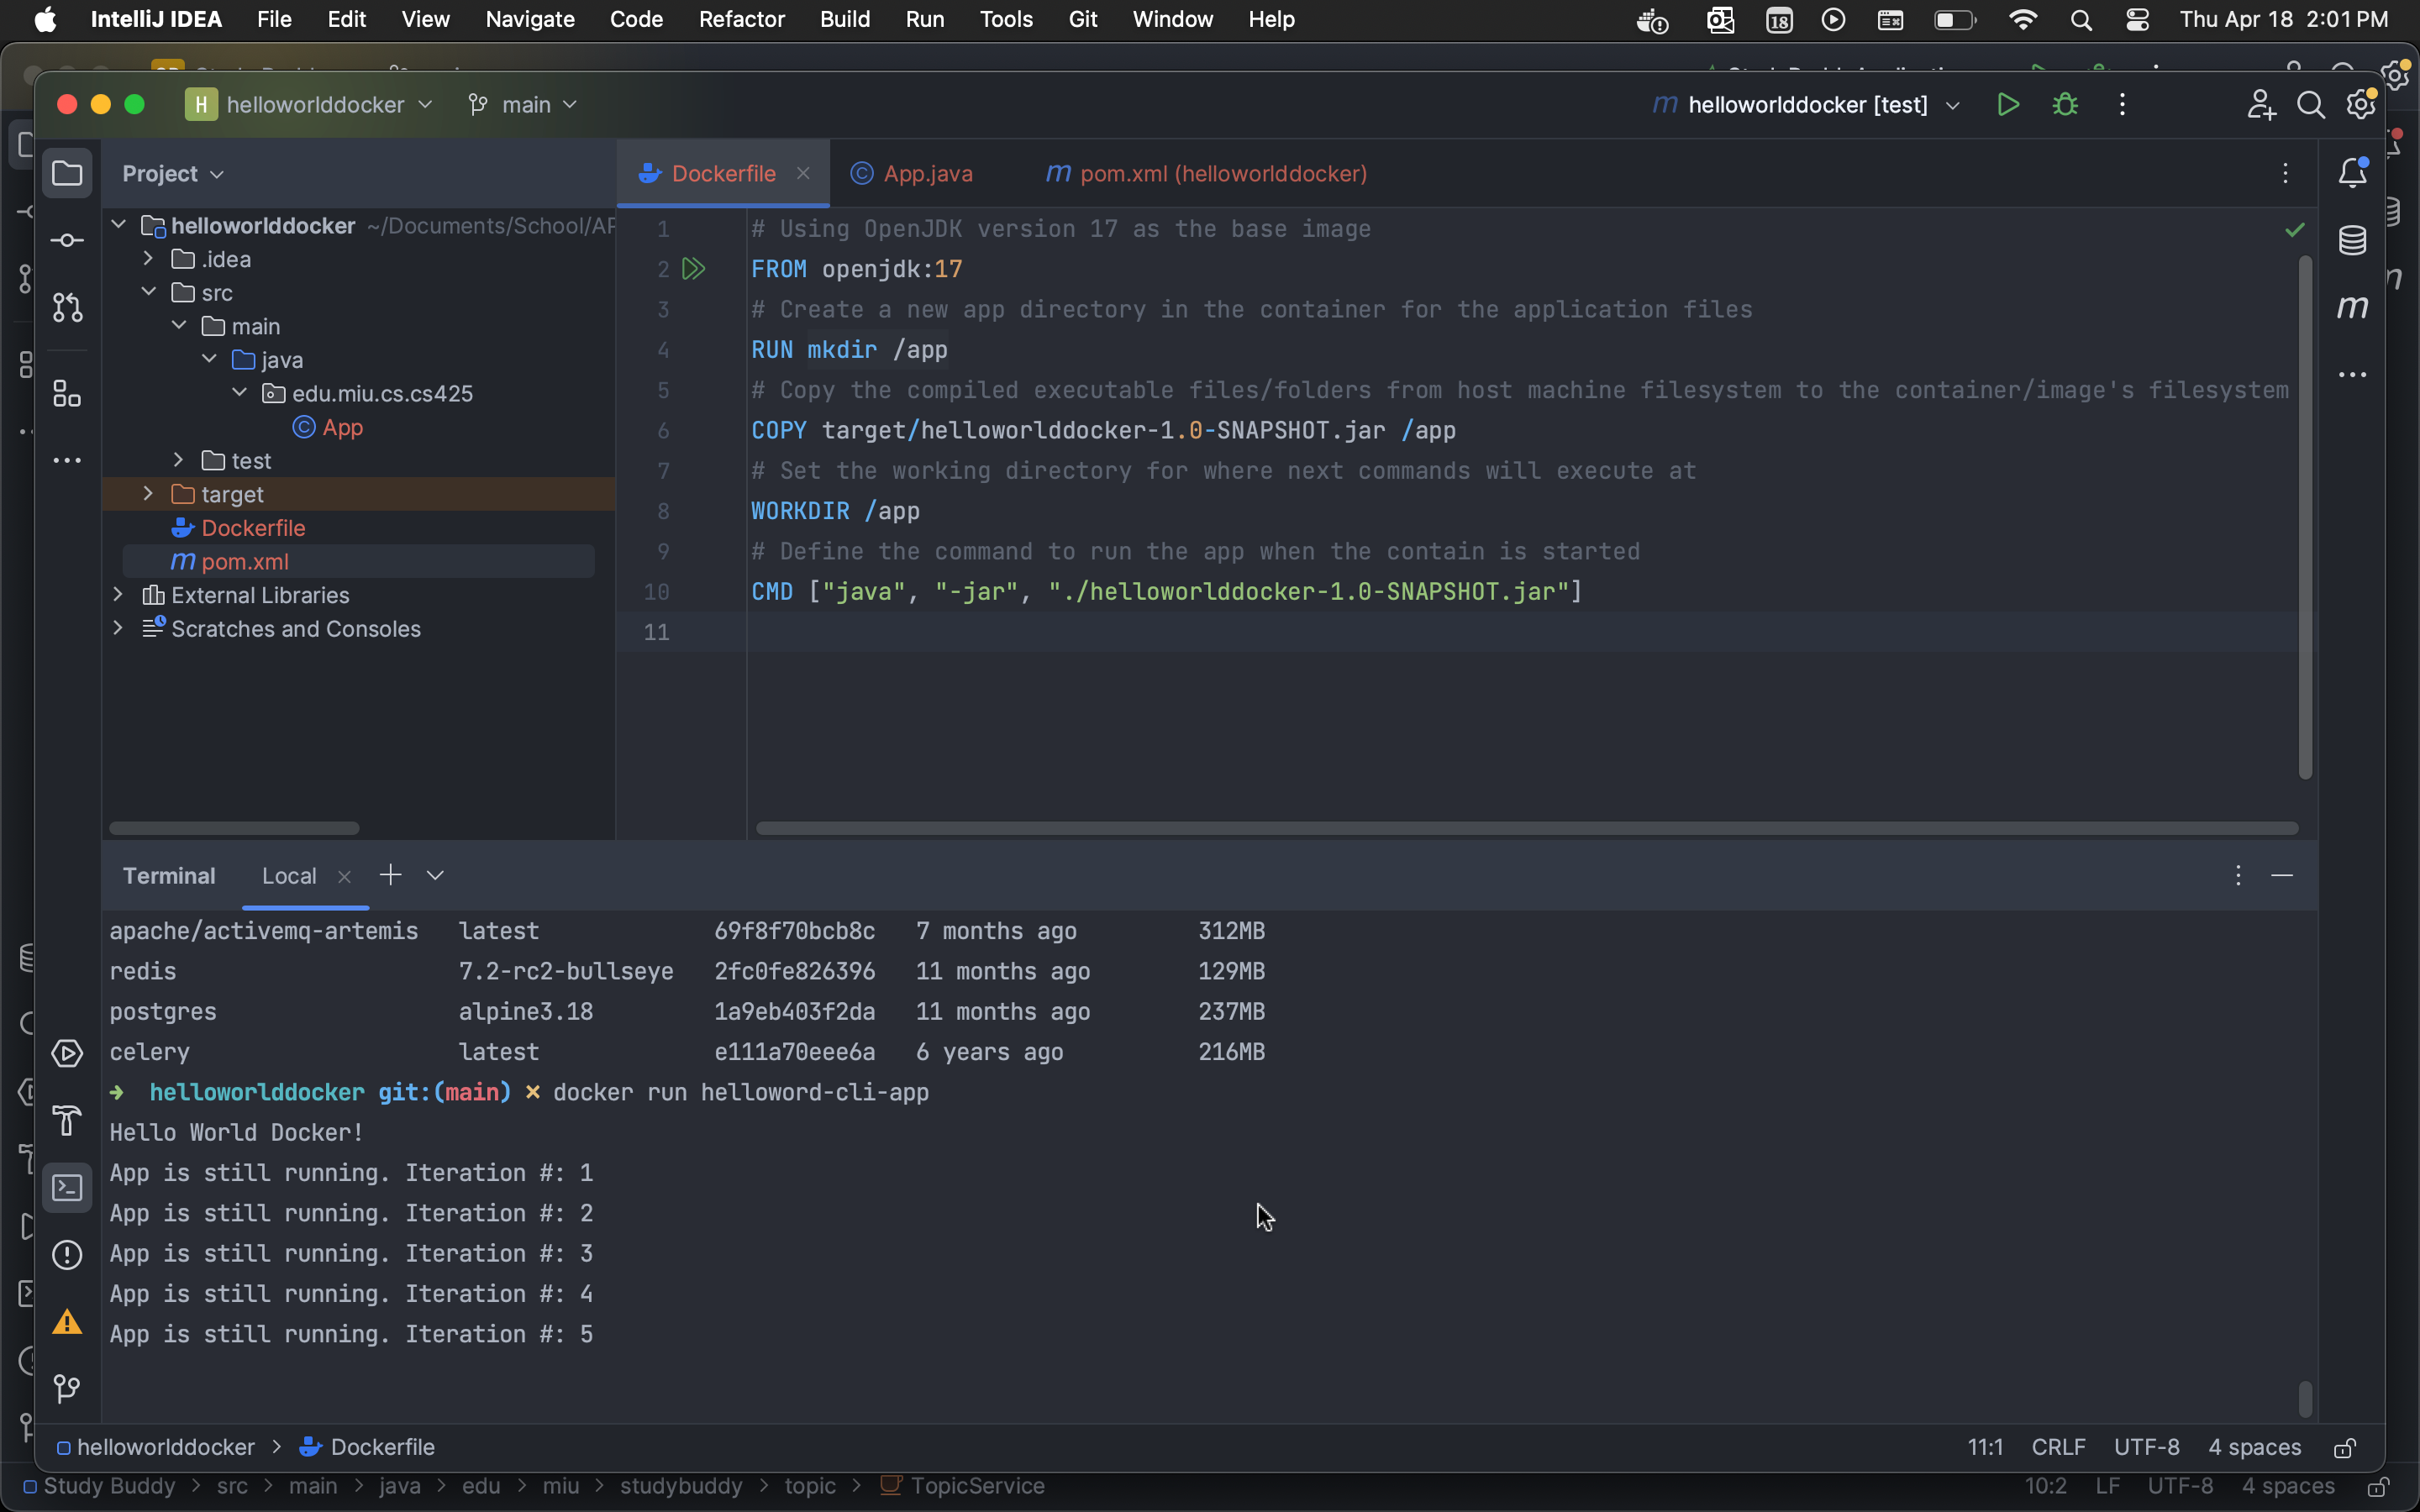 IntelliJ IDEA File Edit View Navigate Code Refactor Build Run Tools Git Window Help 18 Thu Apr 18 2:01 PM
H helloworlddocker main m helloworlddocker [test]
Project
Dockerfile App.java m pom.xml (helloworlddocker)
helloworlddocker ~/Documents/School/AP
.idea
src
main
java
edu.miu.cs.cs425
App
test
target
Dockerfile
m pom.xml
External Libraries
Scratches and Consoles
1 # Using OpenJDK version 17 as the base image
2 FROM openjdk:17
3 # Create a new app directory in the container for the application files
4 RUN mkdir /app
5 # Copy the compiled executable files/folders from host machine filesystem to the container/image's filesystem
6 COPY target/helloworlddocker-1.0-SNAPSHOT.jar /app
7 # Set the working directory for where next commands will execute at
8 WORKDIR /app
9 # Define the command to run the app when the contain is started
10 CMD ["java", "-jar", "./helloworlddocker-1.0-SNAPSHOT.jar"]
11
m
Terminal Local
apache/activemq-artemis latest 69f8f70bcb8c 7 months ago 312MB
redis 7.2-rc2-bullseye 2fc0fe826396 11 months ago 129MB
postgres alpine3.18 1a9eb403f2da 11 months ago 237MB
celery latest e111a70eee6a 6 years ago 216MB
➜ helloworlddocker git:(main) ✗ docker run helloword-cli-app
Hello World Docker!
App is still running. Iteration #: 1
App is still running. Iteration #: 2
App is still running. Iteration #: 3
App is still running. Iteration #: 4
App is still running. Iteration #: 5
helloworlddocker > Dockerfile 11:1 CRLF UTF-8 4 spaces
Study Buddy > src > main > java > edu > miu > studybuddy > topic > TopicService 10:2 LF UTF-8 4 spaces